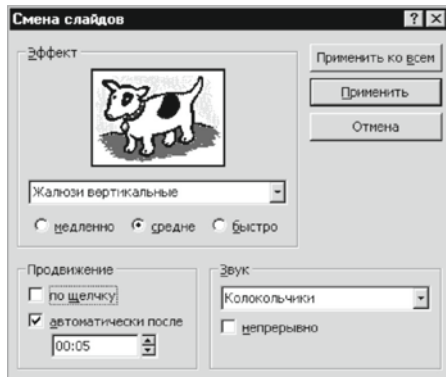 Смена слайдов
Эффект
Применить ко всем
Применить
Отмена
Жалюзи вертикальные
медленно средне быстро
Продвижение
по щелчку
автоматически после
00:05
Звук
Колокольчики
непрерывно